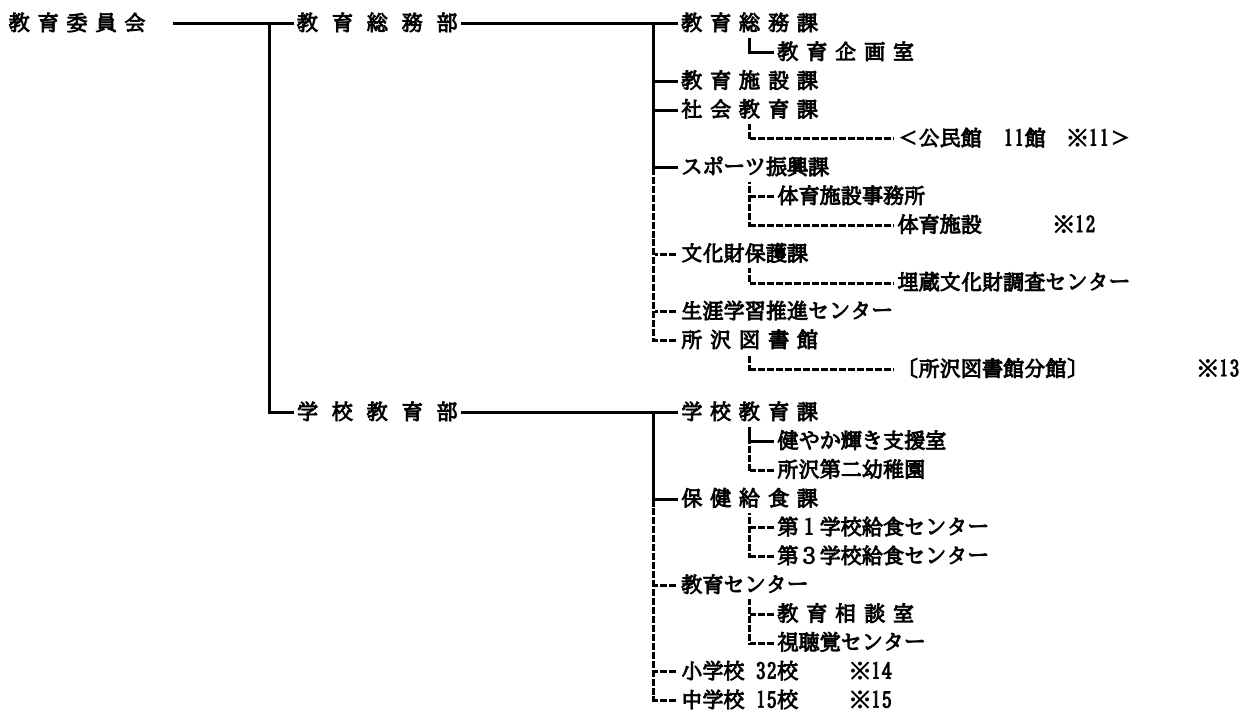 教育委員会 教育総務部 教育総務課
教育企画室
教育施設課
社会教育課
＜公民館 11館 ※11＞
スポーツ振興課
体育施設事務所
体育施設 ※12
文化財保護課
埋蔵文化財調査センター
生涯学習推進センター
所沢図書館
〔所沢図書館分館〕 ※13
学校教育部 学校教育課
健やか輝き支援室
所沢第二幼稚園
保健給食課
第１学校給食センター
第３学校給食センター
教育センター
教育相談室
視聴覚センター
小学校 32校 ※14
中学校 15校 ※15